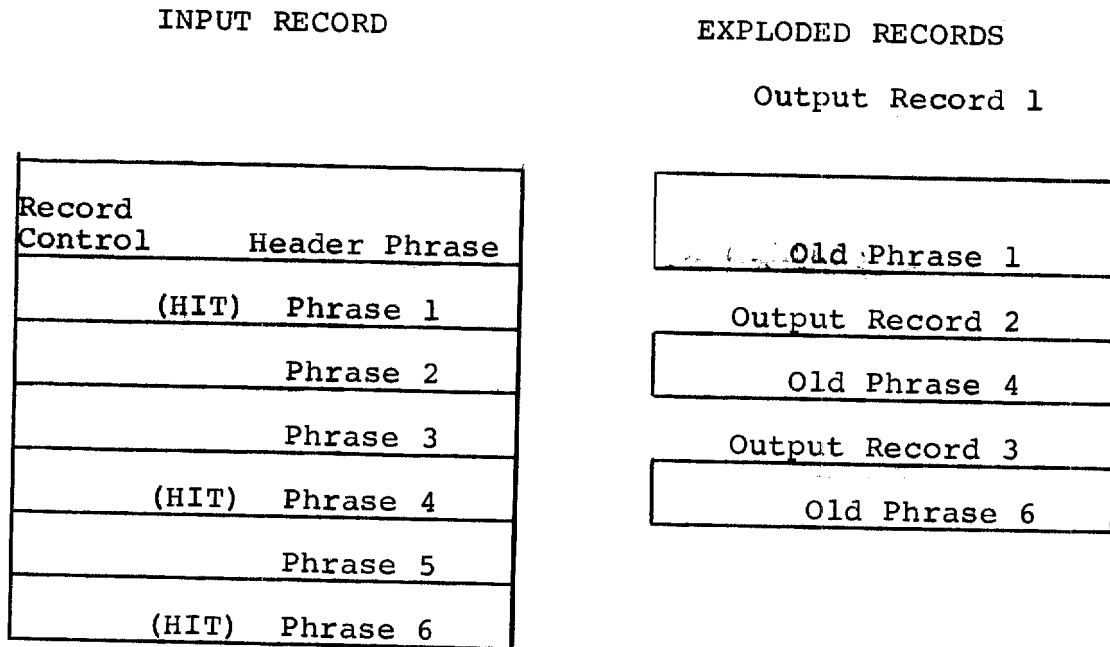 INPUT RECORD
Record
Control Header Phrase
(HIT) Phrase 1
Phrase 2
Phrase 3
(HIT) Phrase 4
Phrase 5
(HIT) Phrase 6
EXPLODED RECORDS
Output Record 1
Old Phrase 1
Output Record 2
Old Phrase 4
Output Record 3
Old Phrase 6